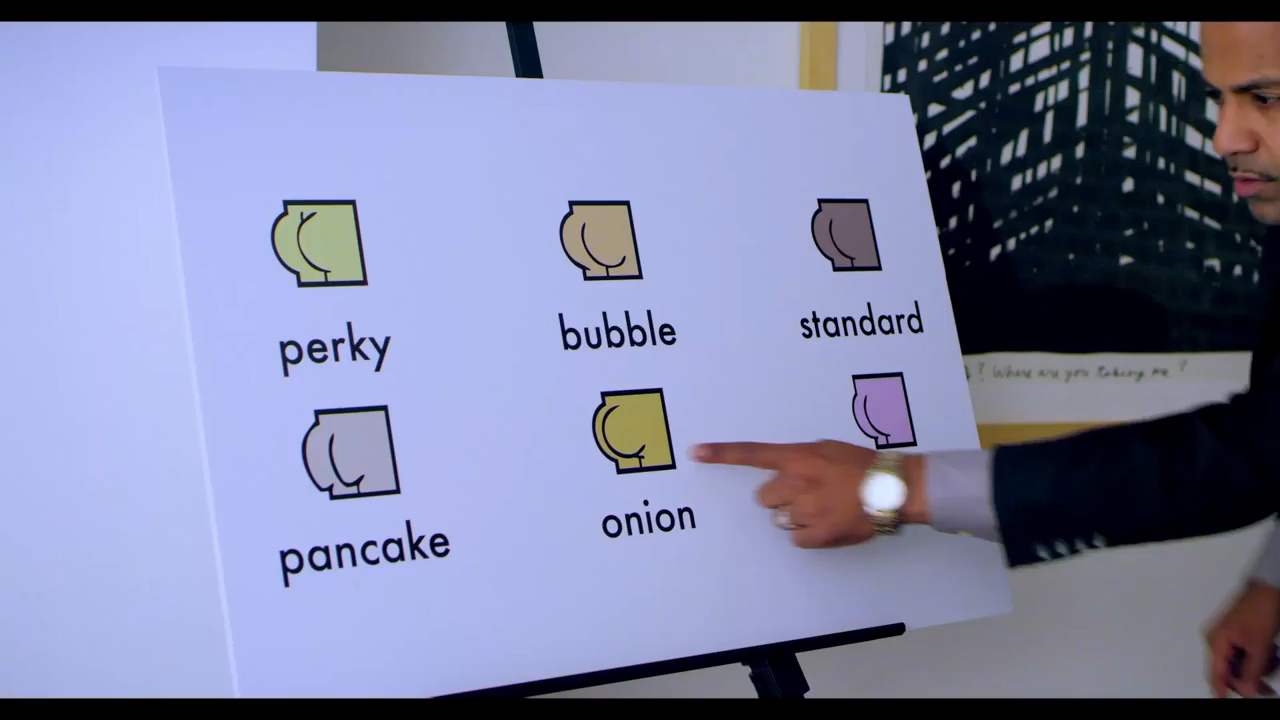 perky
bubble
standard
? Where are you taking me?
pancake
onion